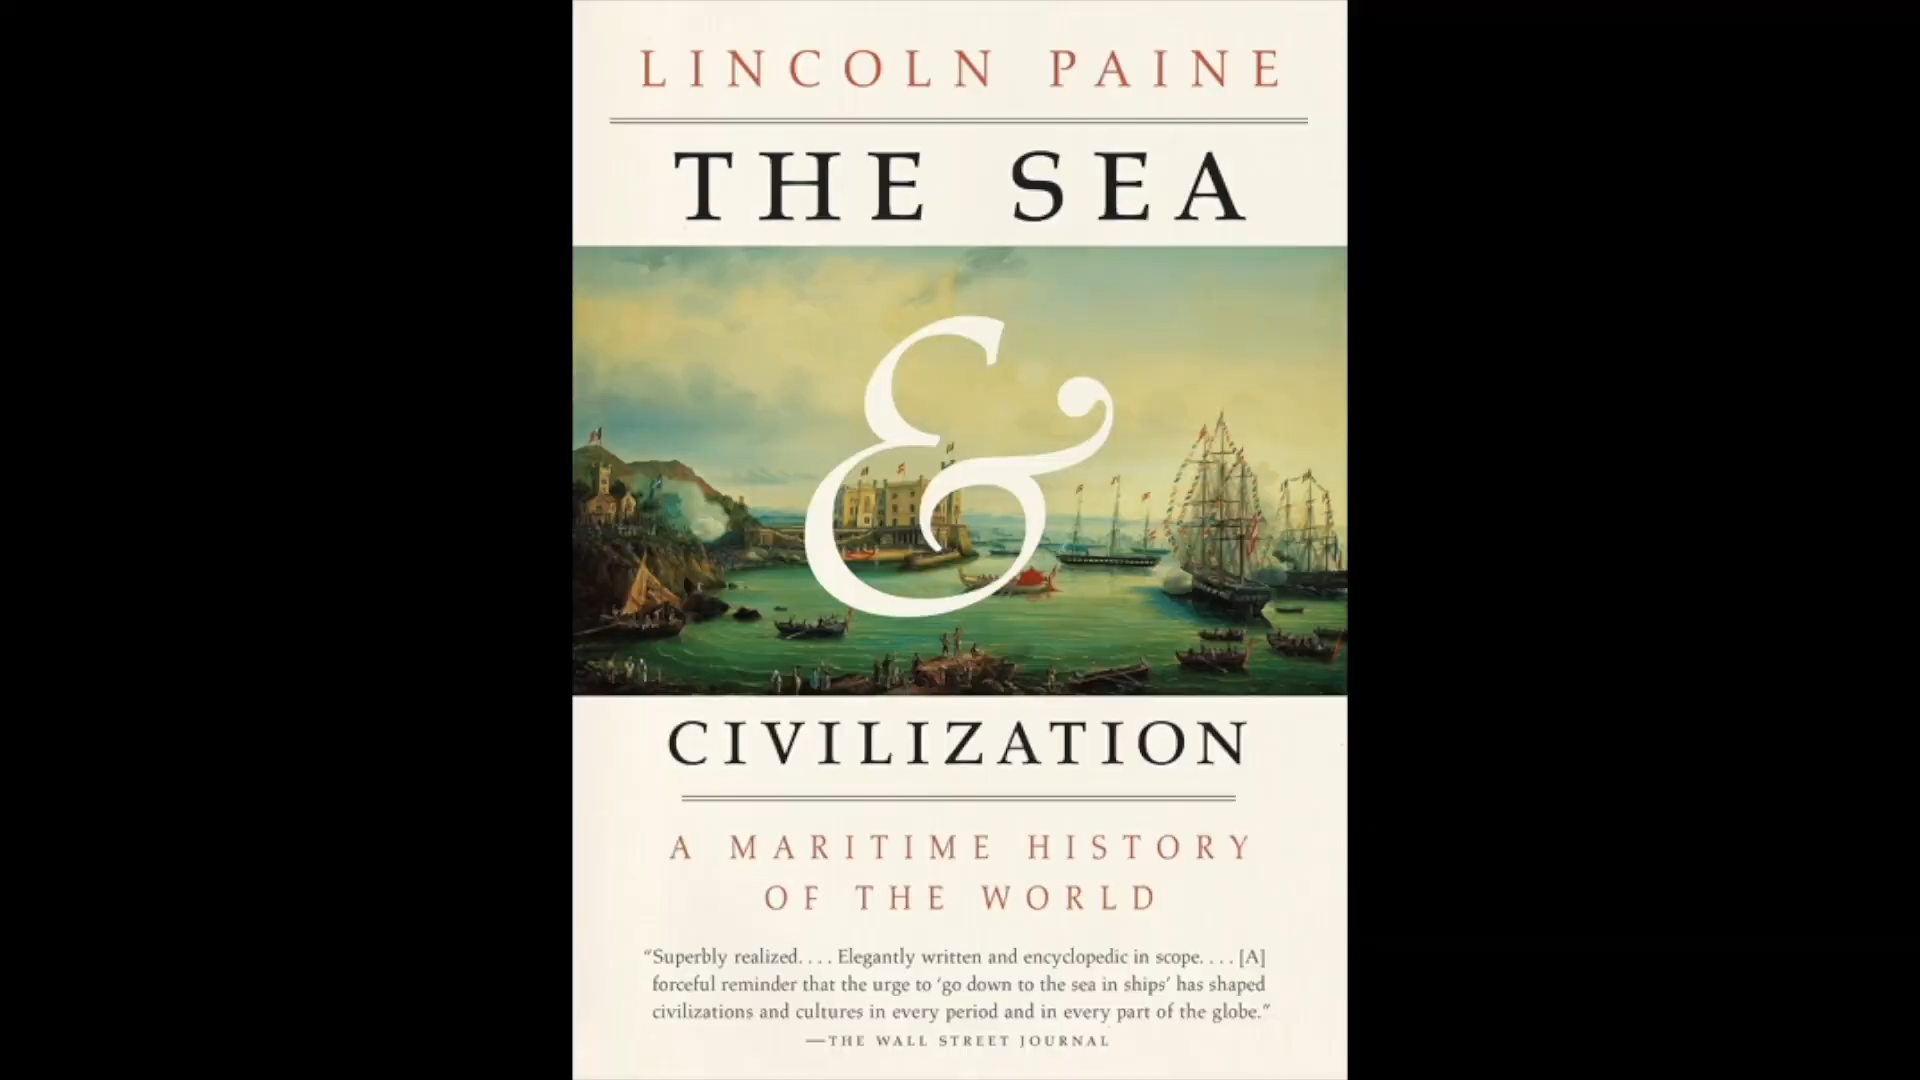 LINCOLN PAINE
THE SEA
&
CIVILIZATION
A MARITIME HISTORY
OF THE WORLD
“Superbly realized. . . . Elegantly written and encyclopedic in scope. . . . [A]
forceful reminder that the urge to ‘go down to the sea in ships’ has shaped
civilizations and cultures in every period and in every part of the globe.”
—THE WALL STREET JOURNAL